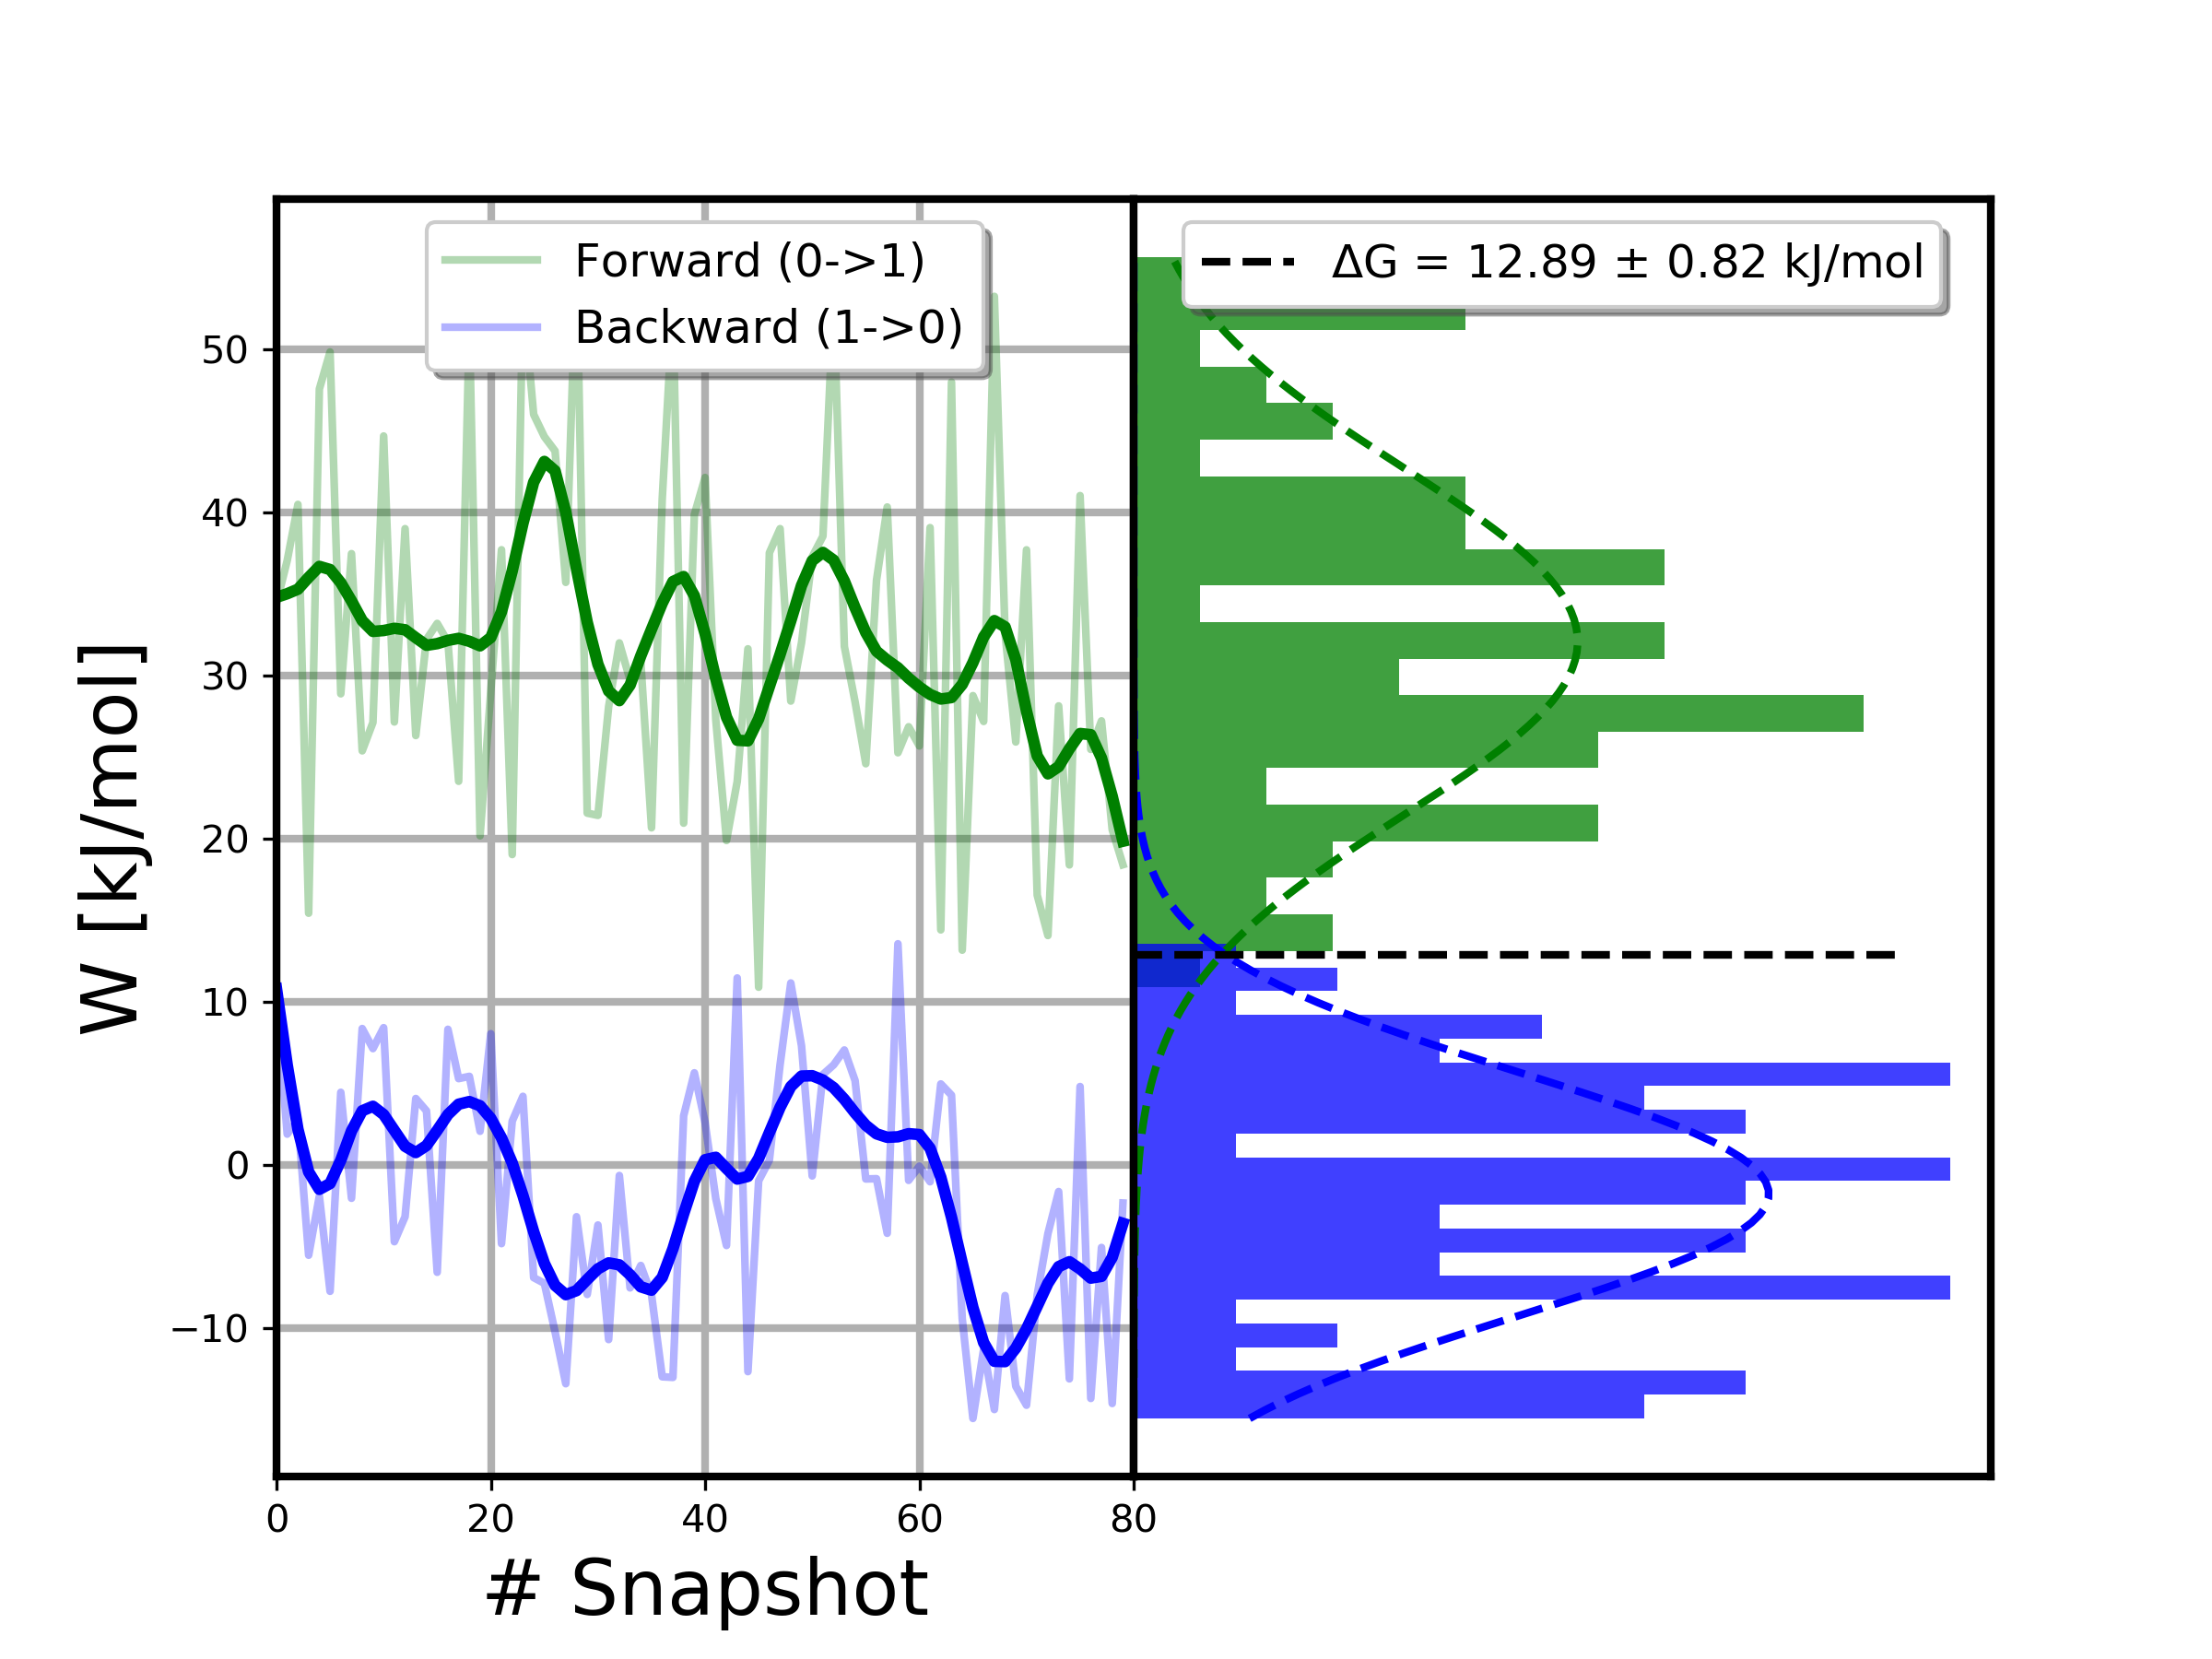 Forward (0->1)
Backward (1->0)
ΔG = 12.89 ± 0.82 kJ/mol
W [kJ/mol]
50
40
30
20
10
0
−10
0 20 40 60 80
# Snapshot